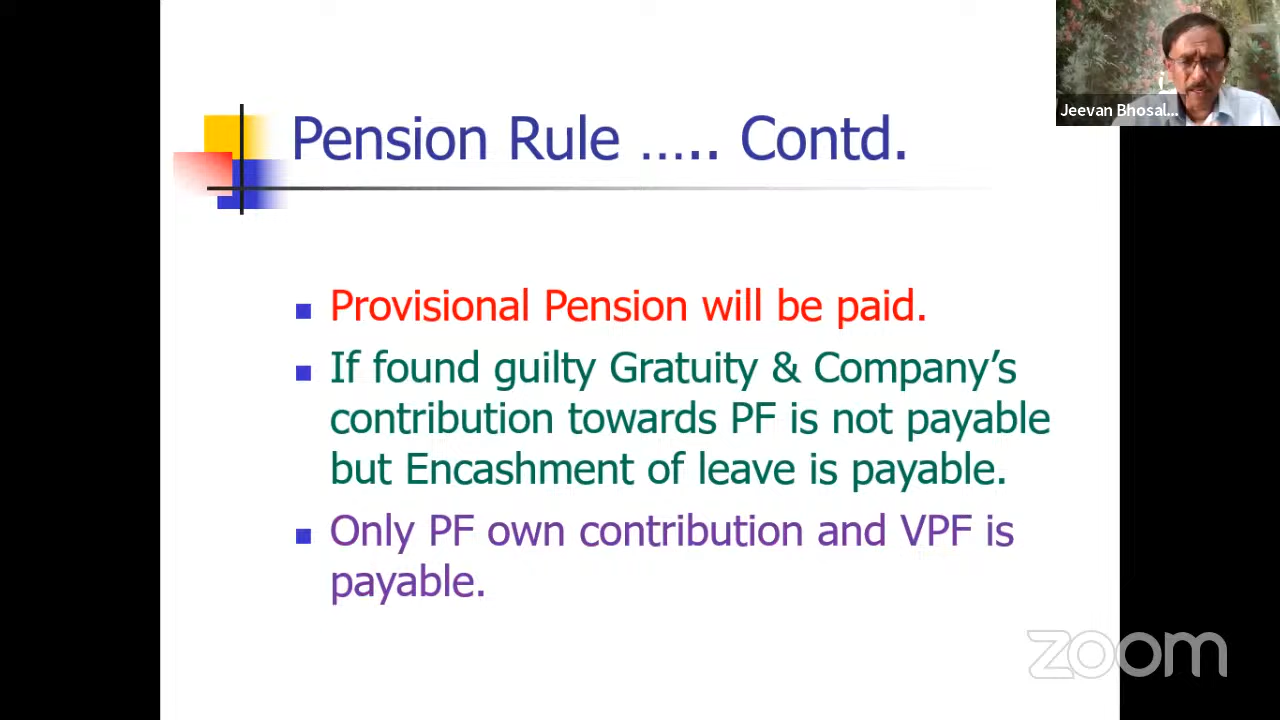 Jeevan Bhosal...
Pension Rule ..... Contd.
Provisional Pension will be paid.
If found guilty Gratuity & Company’s
contribution towards PF is not payable
but Encashment of leave is payable.
Only PF own contribution and VPF is
payable.
zoom